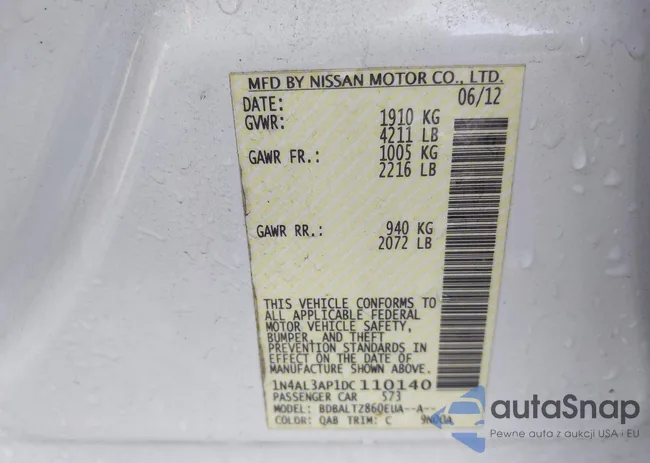 MFD BY NISSAN MOTOR CO., LTD.
DATE: 06/12
GVWR: 1910 KG
4211 LB
GAWR FR.: 1005 KG
2216 LB
GAWR RR.: 940 KG
2072 LB
THIS VEHICLE CONFORMS TO
ALL APPLICABLE FEDERAL
MOTOR VEHICLE SAFETY,
BUMPER, AND THEFT
PREVENTION STANDARDS IN
EFFECT ON THE DATE OF
MANUFACTURE SHOWN ABOVE.
1N4AL3AP1DC110140
PASSENGER CAR 573
MODEL: BDBALTZ860EUA--A--
COLOR: QAB TRIM: C
autoSnap
Pewne auta z aukcji USA i EU